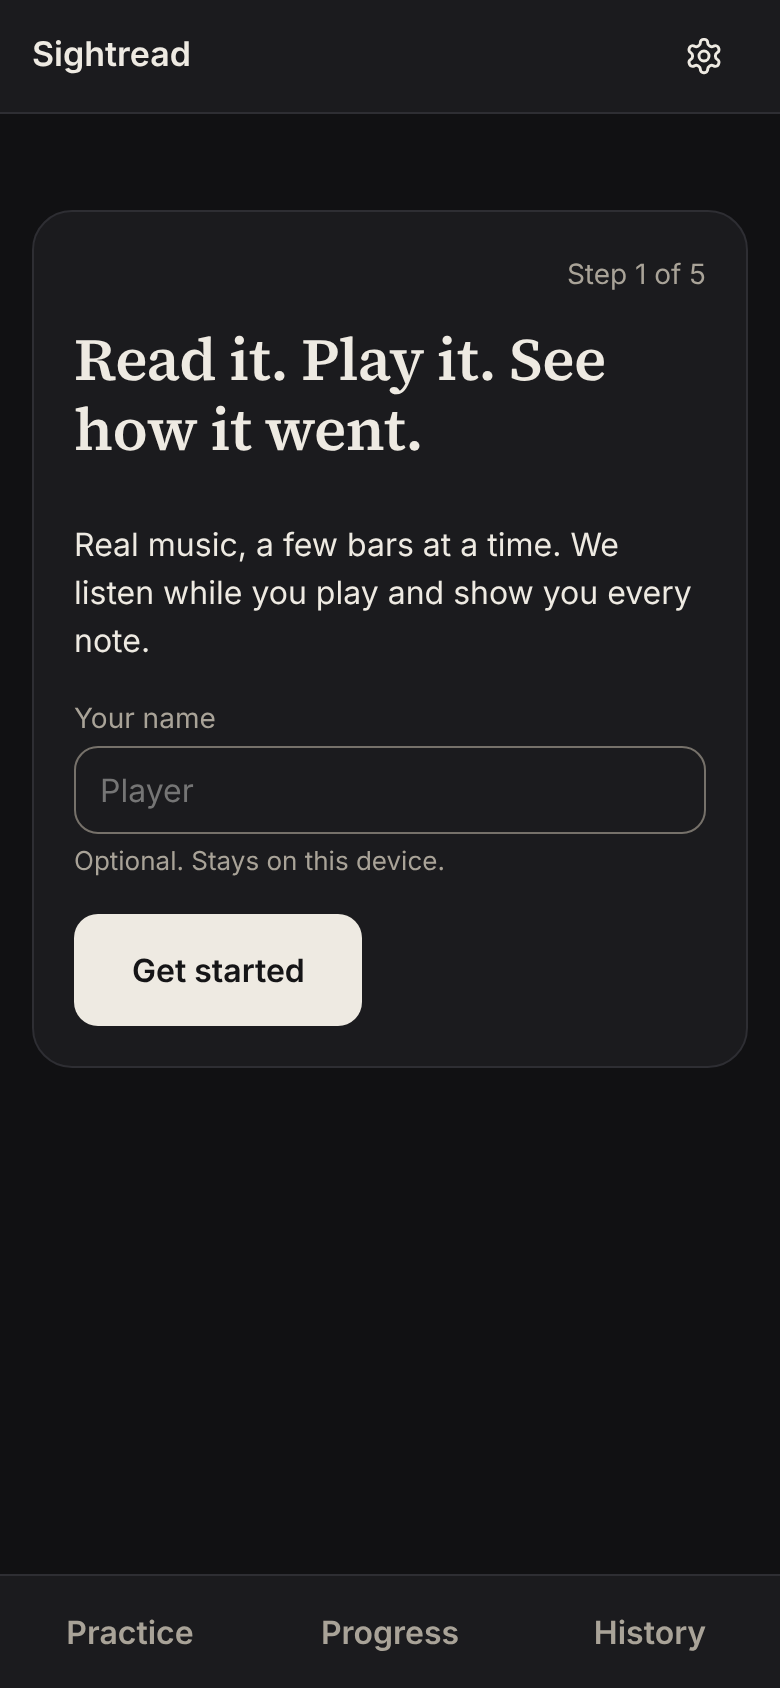 Sightread
Step 1 of 5
Read it. Play it. See
how it went.
Real music, a few bars at a time. We
listen while you play and show you every
note.
Your name
Player
Optional. Stays on this device.
Get started
Practice
Progress
History